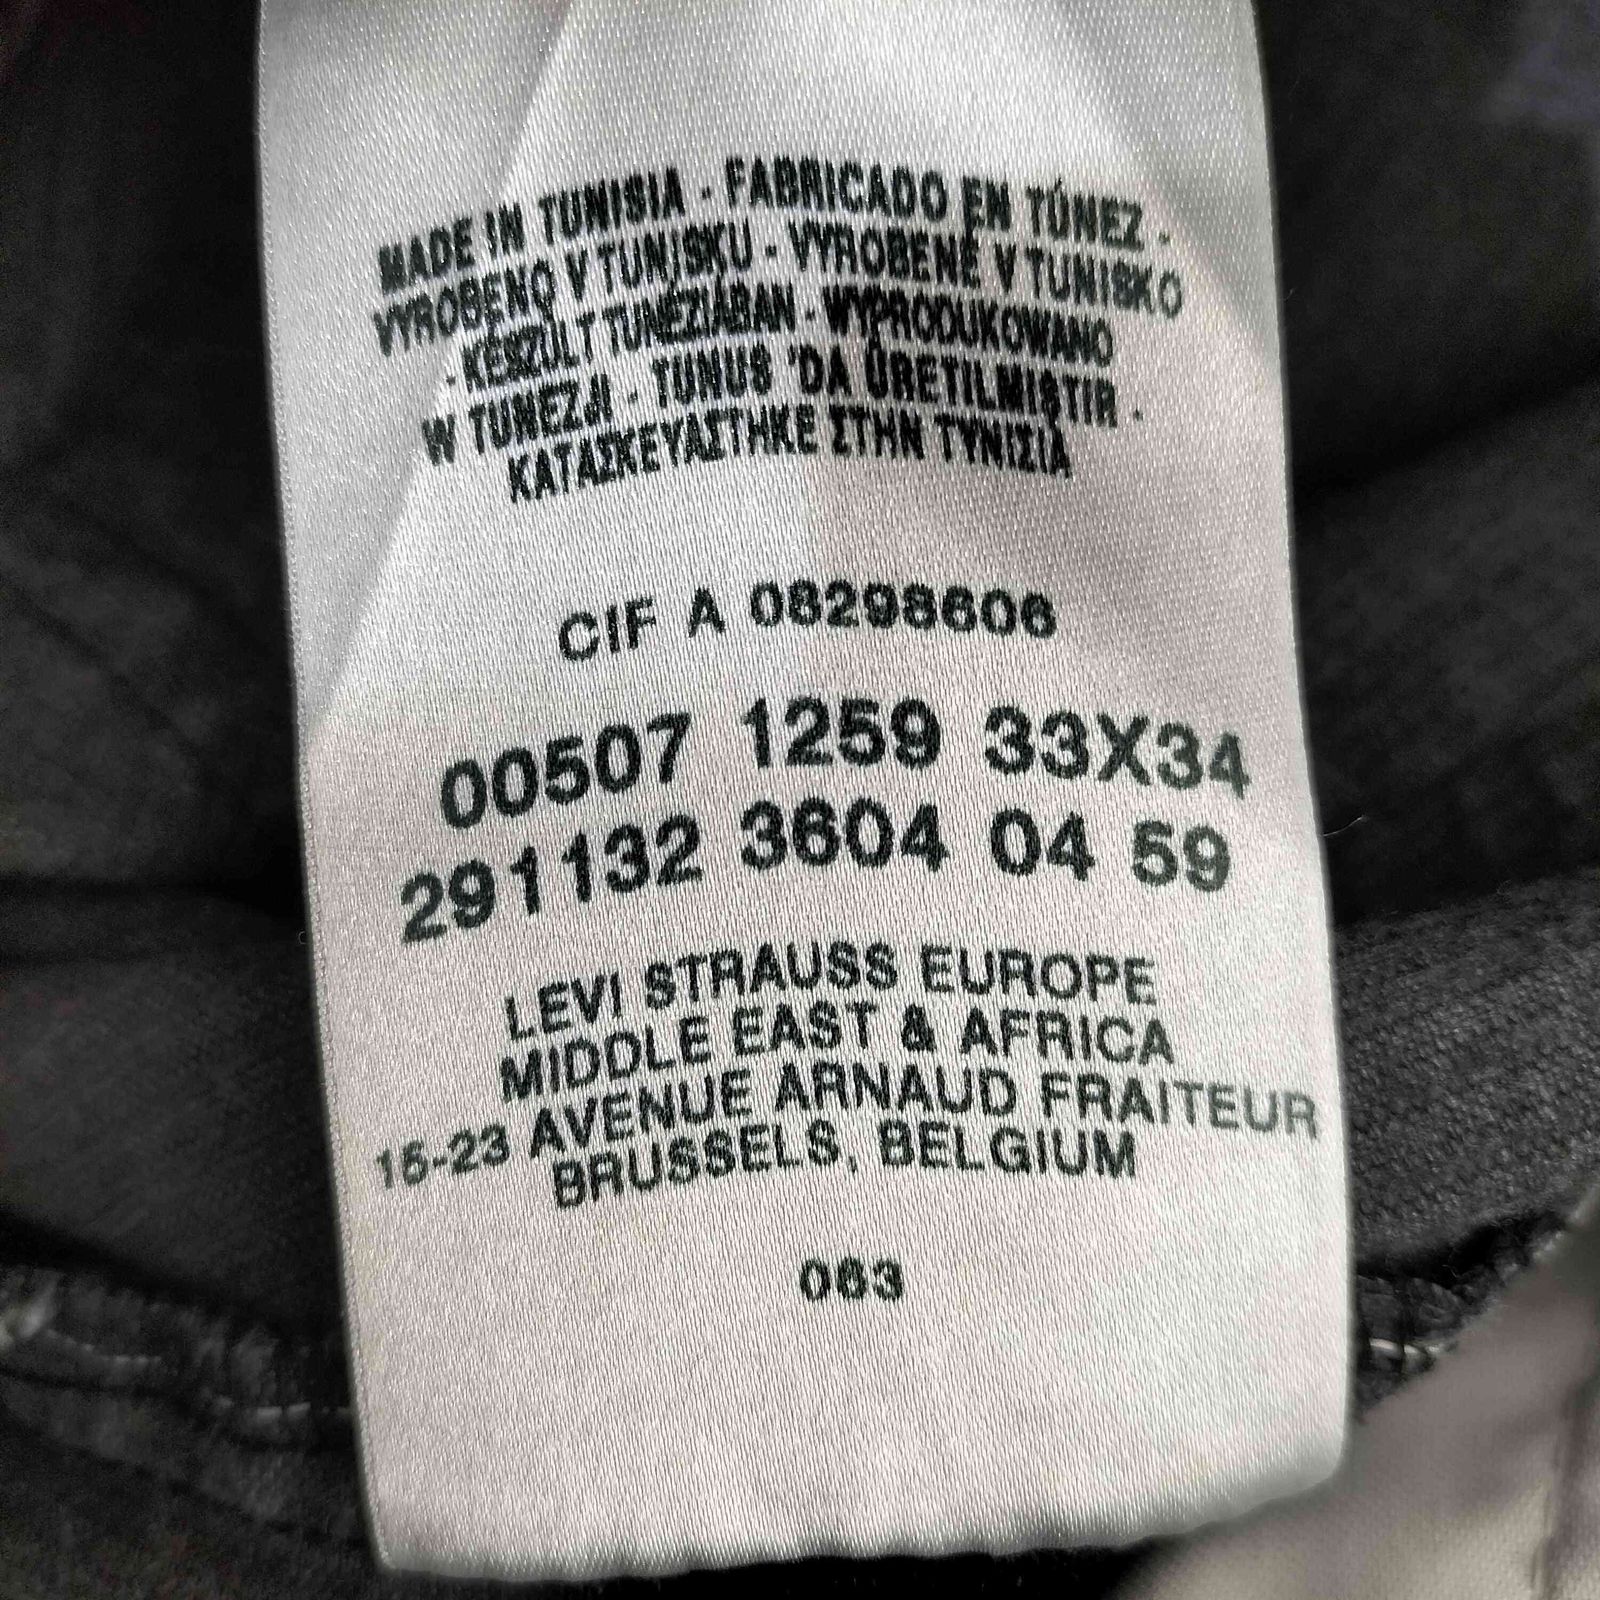 MADE IN TUNISIA - FABRICADO EN TÚNEZ -
VYROBENO V TUNISKU - VYROBENÉ V TUNISKO
- KÉSZÜLT TUNÉZIÁBAN - WYPRODUKOWANO
W TUNEZJI - TUNUS 'DA ÜRETILMIŞTIR -
ΚΑΤΑΣΚΕΥΑΣΤΗΚΕ ΣΤΗΝ ΤΥΝΙΣΙΑ
CIF A 08298606
00507 1259 33X34
291132 3604 04 59
LEVI STRAUSS EUROPE
MIDDLE EAST & AFRICA
15-23 AVENUE ARNAUD FRAITEUR
BRUSSELS, BELGIUM
063